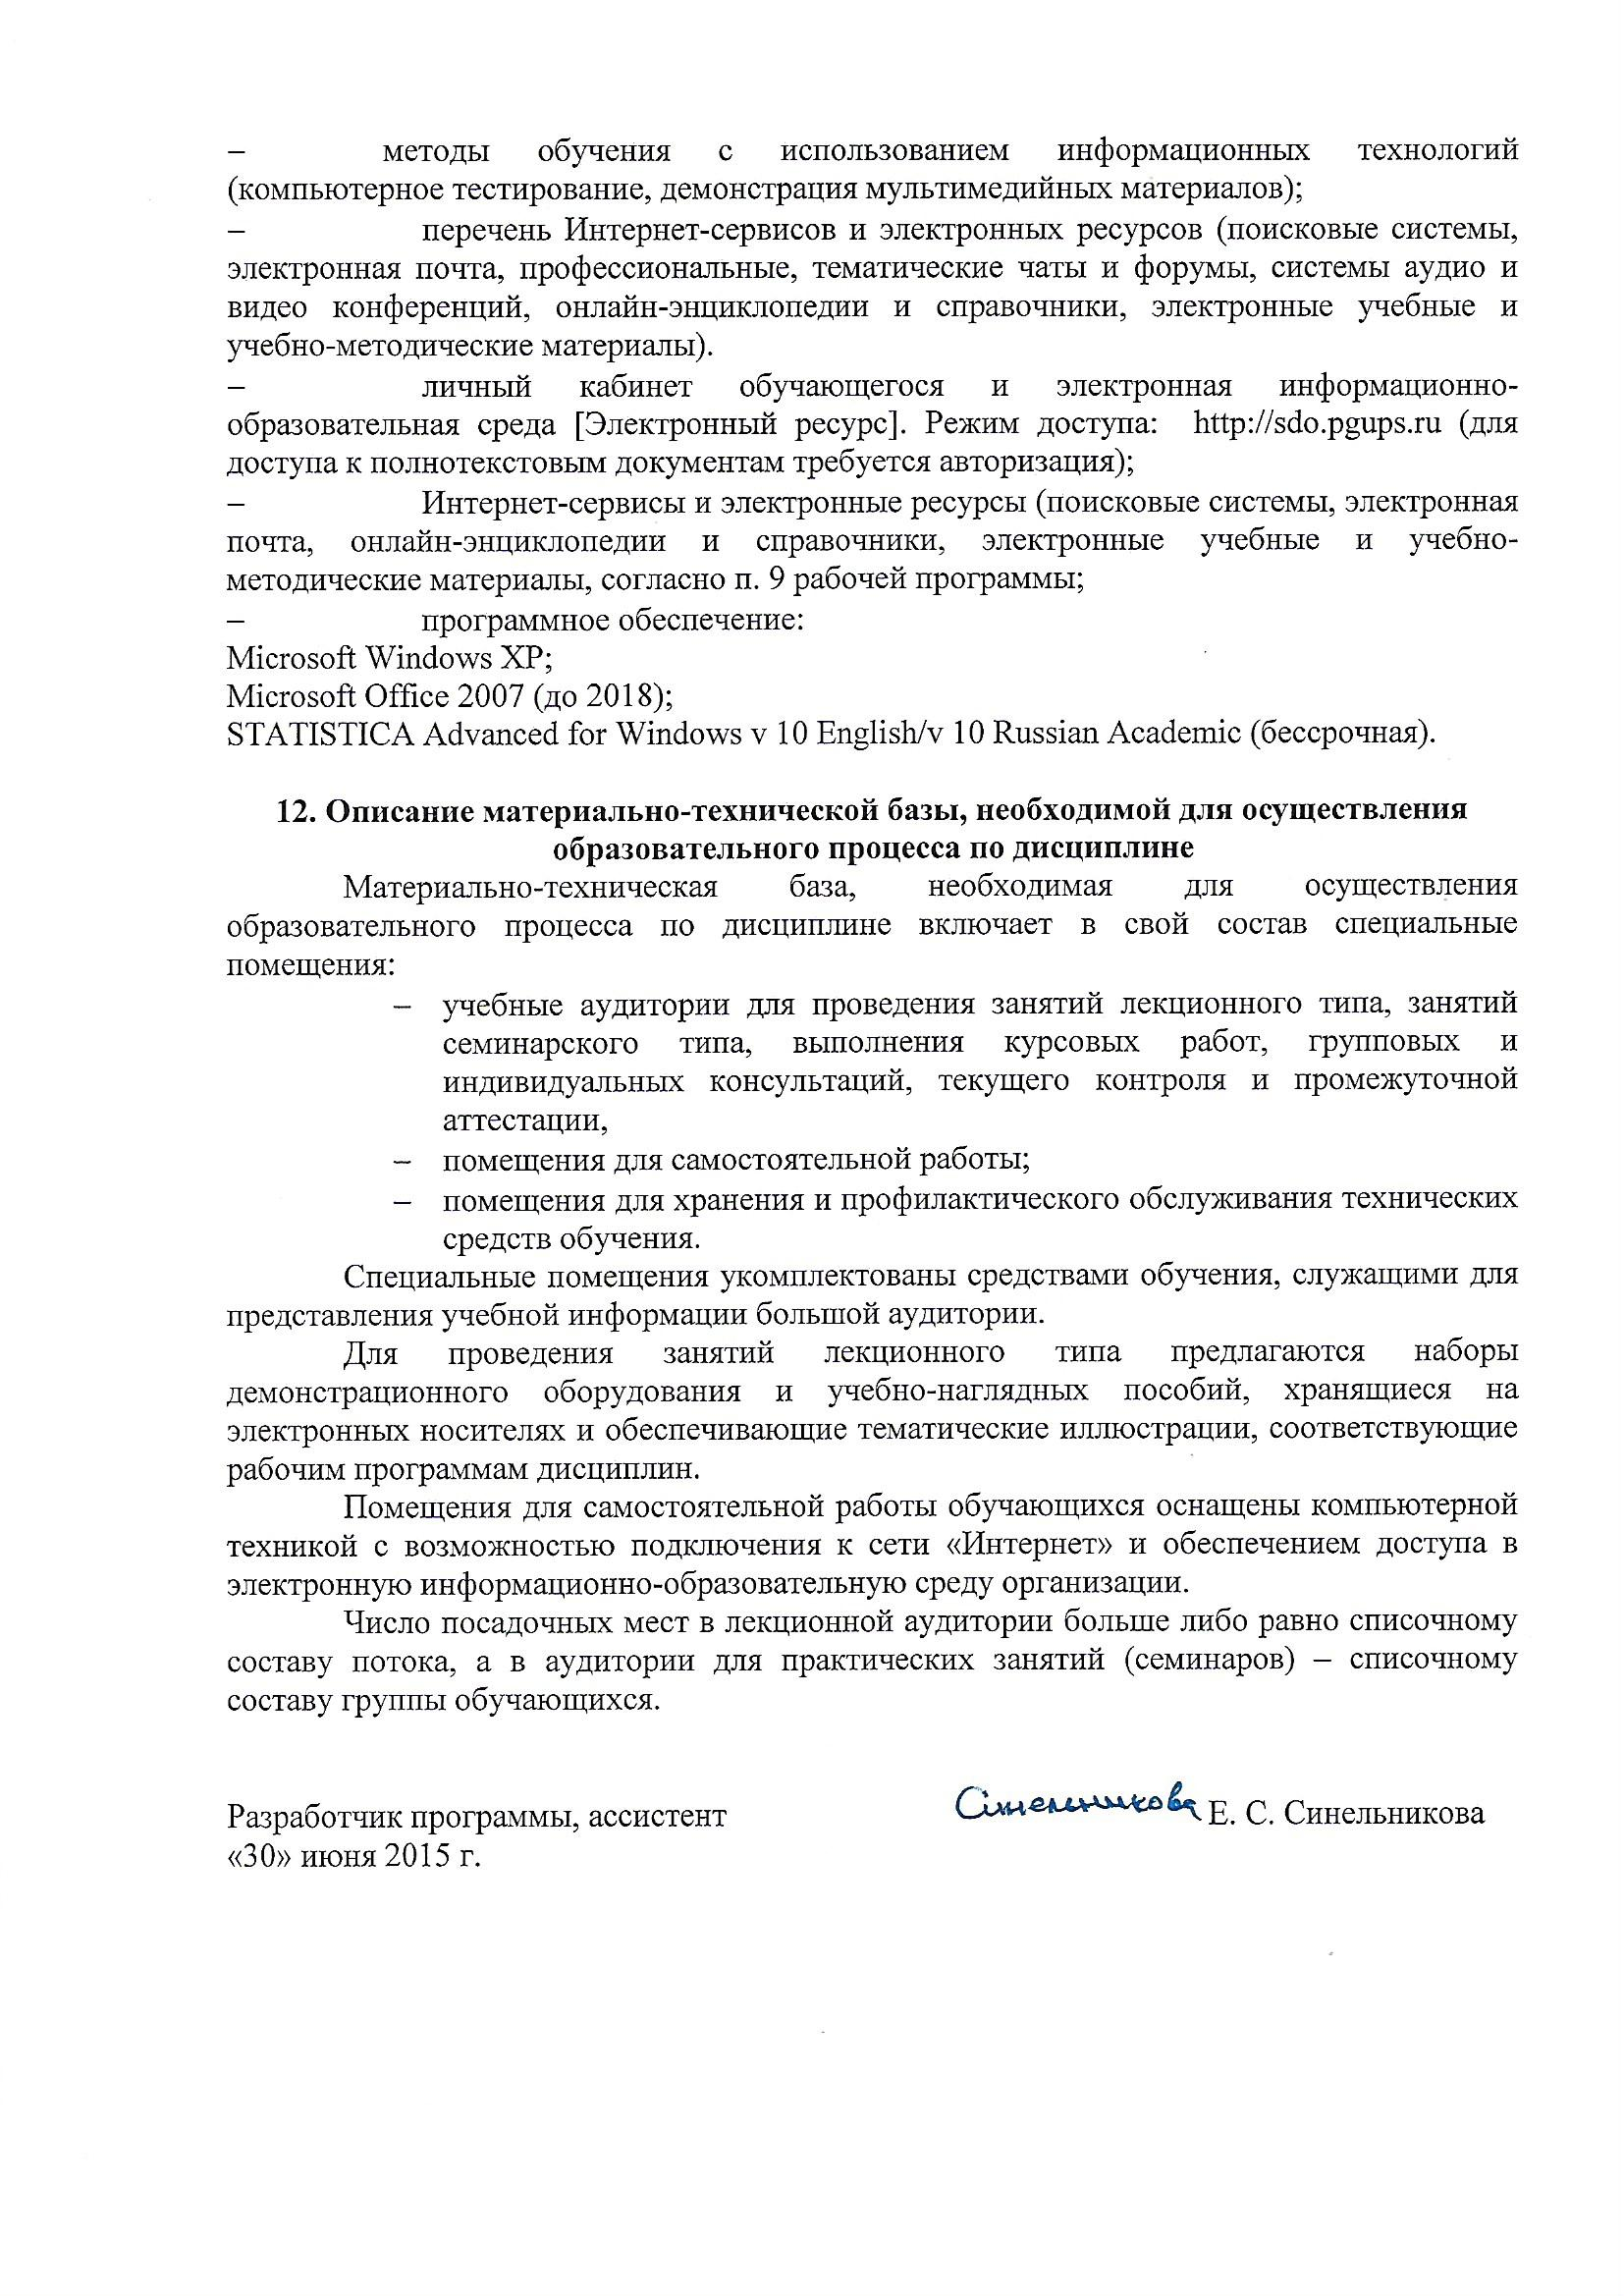 – методы обучения с использованием информационных технологий
(компьютерное тестирование, демонстрация мультимедийных материалов);
– перечень Интернет-сервисов и электронных ресурсов (поисковые системы,
электронная почта, профессиональные, тематические чаты и форумы, системы аудио и
видео конференций, онлайн-энциклопедии и справочники, электронные учебные и
учебно-методические материалы).
– личный кабинет обучающегося и электронная информационно-
образовательная среда [Электронный ресурс]. Режим доступа: http://sdo.pgups.ru (для
доступа к полнотекстовым документам требуется авторизация);
– Интернет-сервисы и электронные ресурсы (поисковые системы, электронная
почта, онлайн-энциклопедии и справочники, электронные учебные и учебно-
методические материалы, согласно п. 9 рабочей программы;
– программное обеспечение:
Microsoft Windows XP;
Microsoft Office 2007 (до 2018);
STATISTICA Advanced for Windows v 10 English/v 10 Russian Academic (бессрочная).
12. Описание материально-технической базы, необходимой для осуществления
образовательного процесса по дисциплине
Материально-техническая база, необходимая для осуществления
образовательного процесса по дисциплине включает в свой состав специальные
помещения:
– учебные аудитории для проведения занятий лекционного типа, занятий
семинарского типа, выполнения курсовых работ, групповых и
индивидуальных консультаций, текущего контроля и промежуточной
аттестации,
– помещения для самостоятельной работы;
– помещения для хранения и профилактического обслуживания технических
средств обучения.
Специальные помещения укомплектованы средствами обучения, служащими для
представления учебной информации большой аудитории.
Для проведения занятий лекционного типа предлагаются наборы
демонстрационного оборудования и учебно-наглядных пособий, хранящиеся на
электронных носителях и обеспечивающие тематические иллюстрации, соответствующие
рабочим программам дисциплин.
Помещения для самостоятельной работы обучающихся оснащены компьютерной
техникой с возможностью подключения к сети «Интернет» и обеспечением доступа в
электронную информационно-образовательную среду организации.
Число посадочных мест в лекционной аудитории больше либо равно списочному
составу потока, а в аудитории для практических занятий (семинаров) – списочному
составу группы обучающихся.
Разработчик программы, ассистент Синельникова Е. С. Синельникова
«30» июня 2015 г.